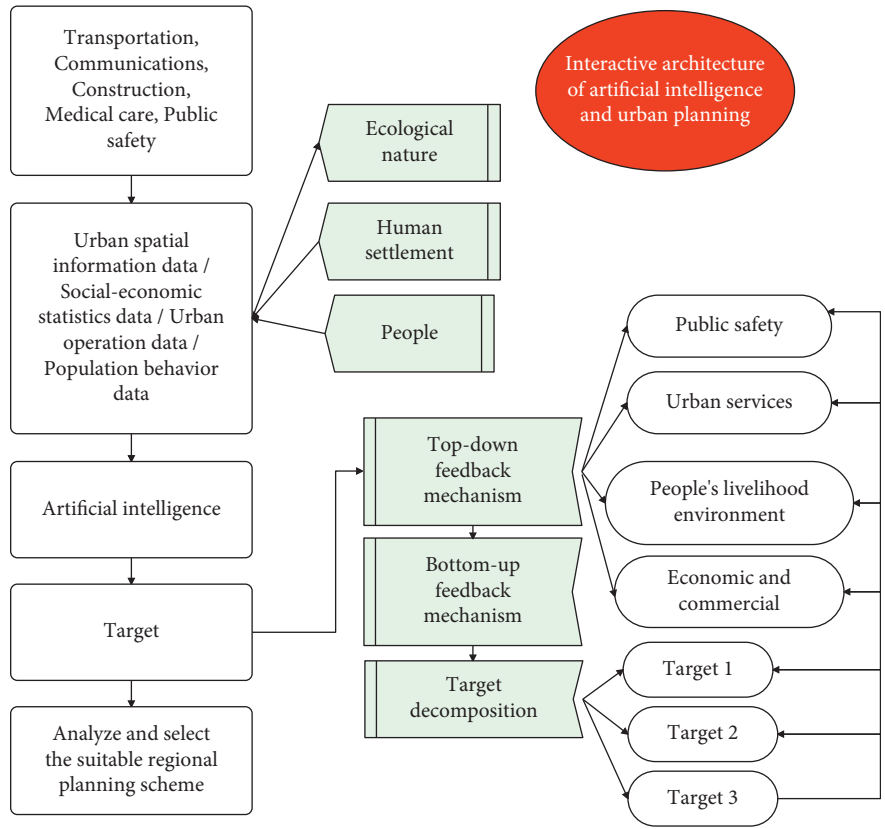 Transportation,
Communications,
Construction,
Medical care, Public
safety
Urban spatial
information data /
Social-economic
statistics data / Urban
operation data /
Population behavior
data
Artificial intelligence
Target
Analyze and select
the suitable regional
planning scheme
Ecological
nature
Human
settlement
People
Interactive architecture
of artificial intelligence
and urban planning
Top-down
feedback
mechanism
Bottom-up
feedback
mechanism
Target
decomposition
Public safety
Urban services
People's livelihood
environment
Economic and
commercial
Target 1
Target 2
Target 3